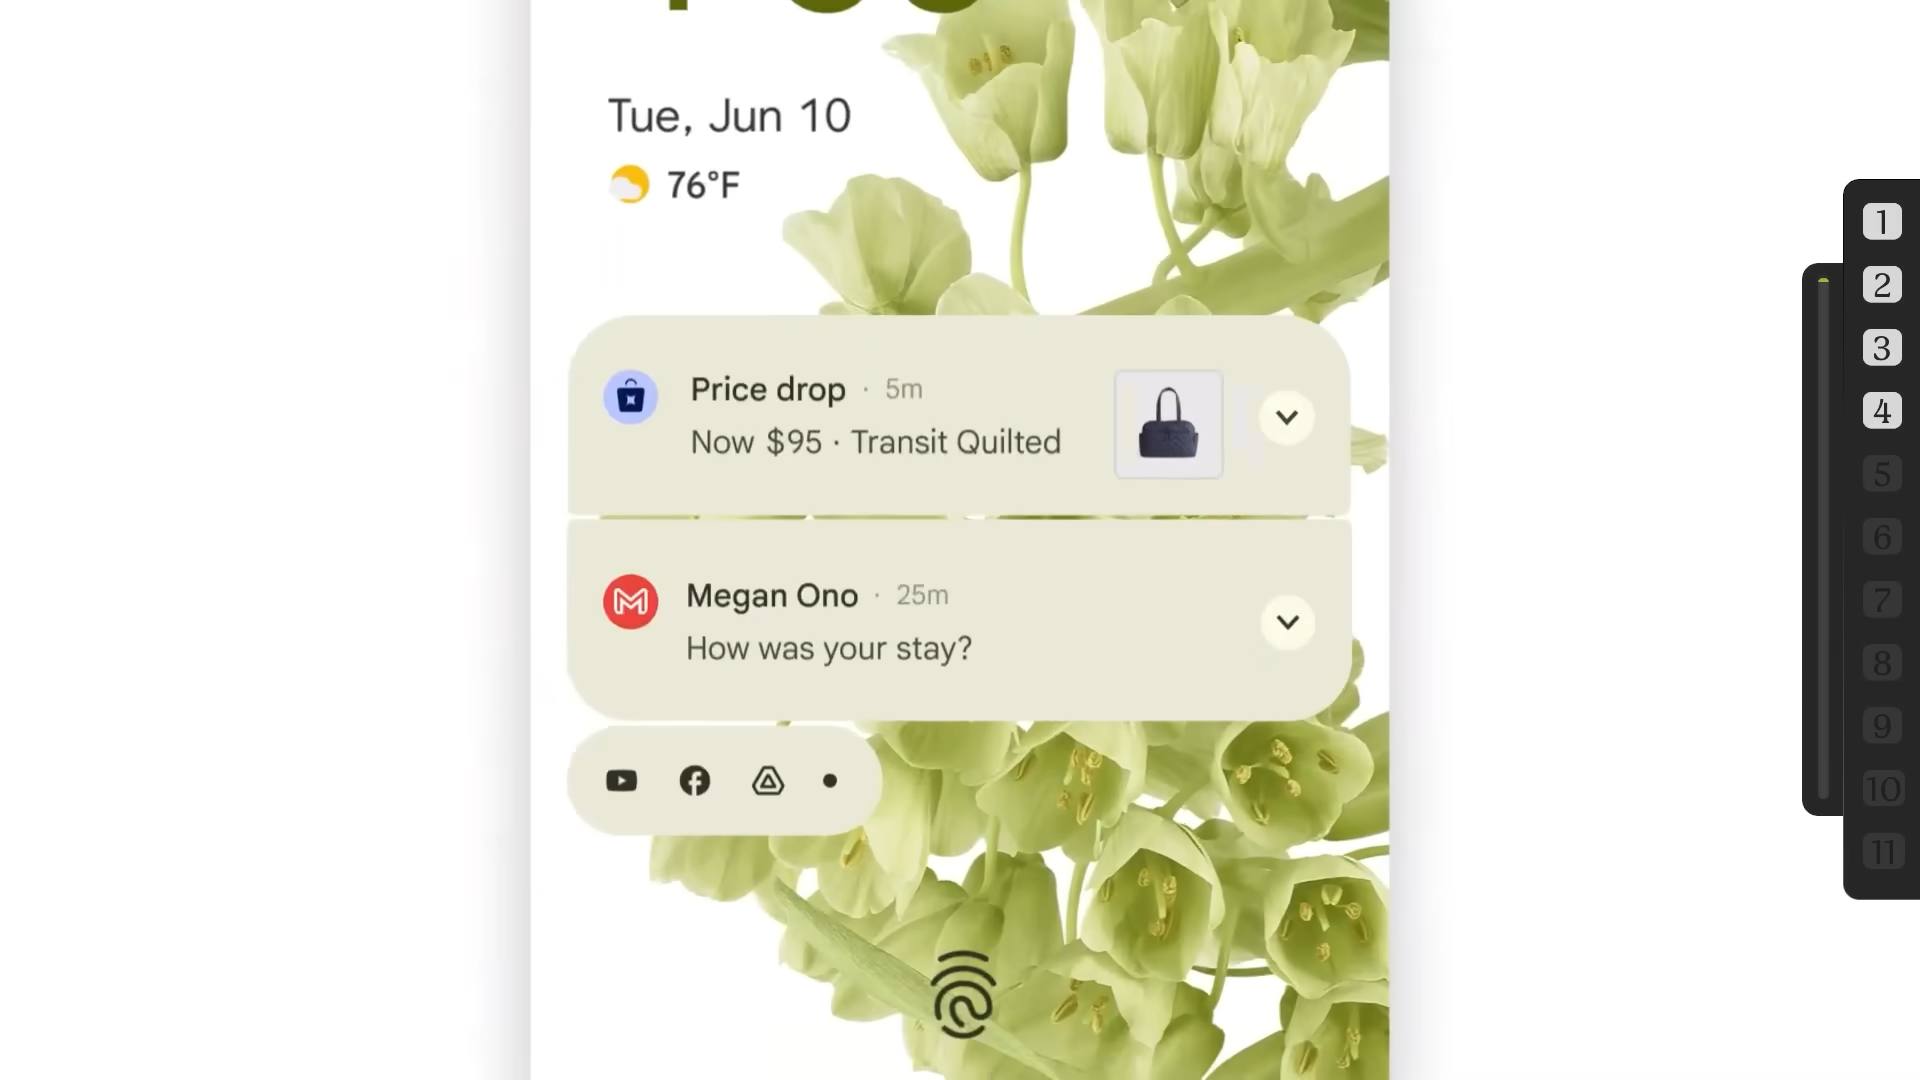 Tue, Jun 10
76°F
Price drop · 5m
Now $95 · Transit Quilted
Megan Ono · 25m
How was your stay?
1
2
3
4
5
6
7
8
9
10
11